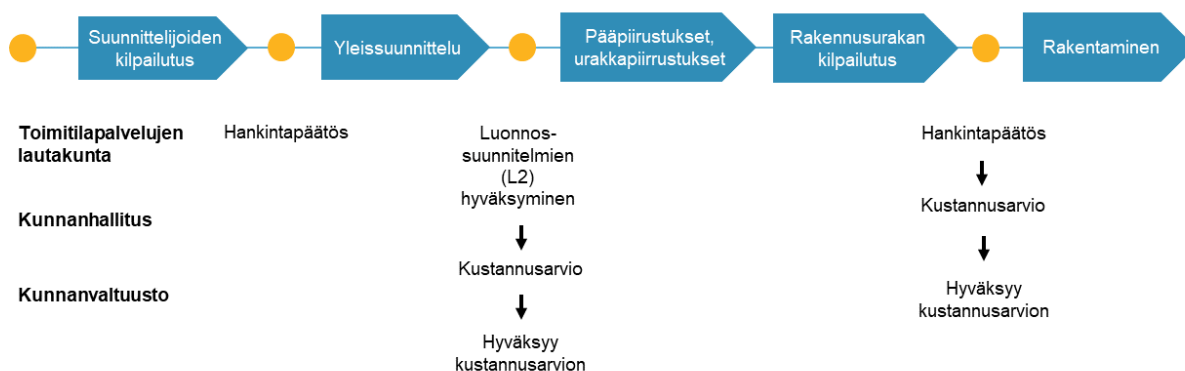 Suunnittelijoiden
kilpailutus
Yleissuunnittelu
Pääpiirustukset,
urakkapiirrustukset
Rakennusurakan
kilpailutus
Rakentaminen
Toimitilapalvelujen
lautakunta
Hankintapäätös
Luonnos-
suunnitelmien
(L2)
hyväksyminen
Hankintapäätös
Kunnanhallitus
Kustannusarvio
Kustannusarvio
Kunnanvaltuusto
Hyväksyy
kustannusarvion
Hyväksyy
kustannusarvion